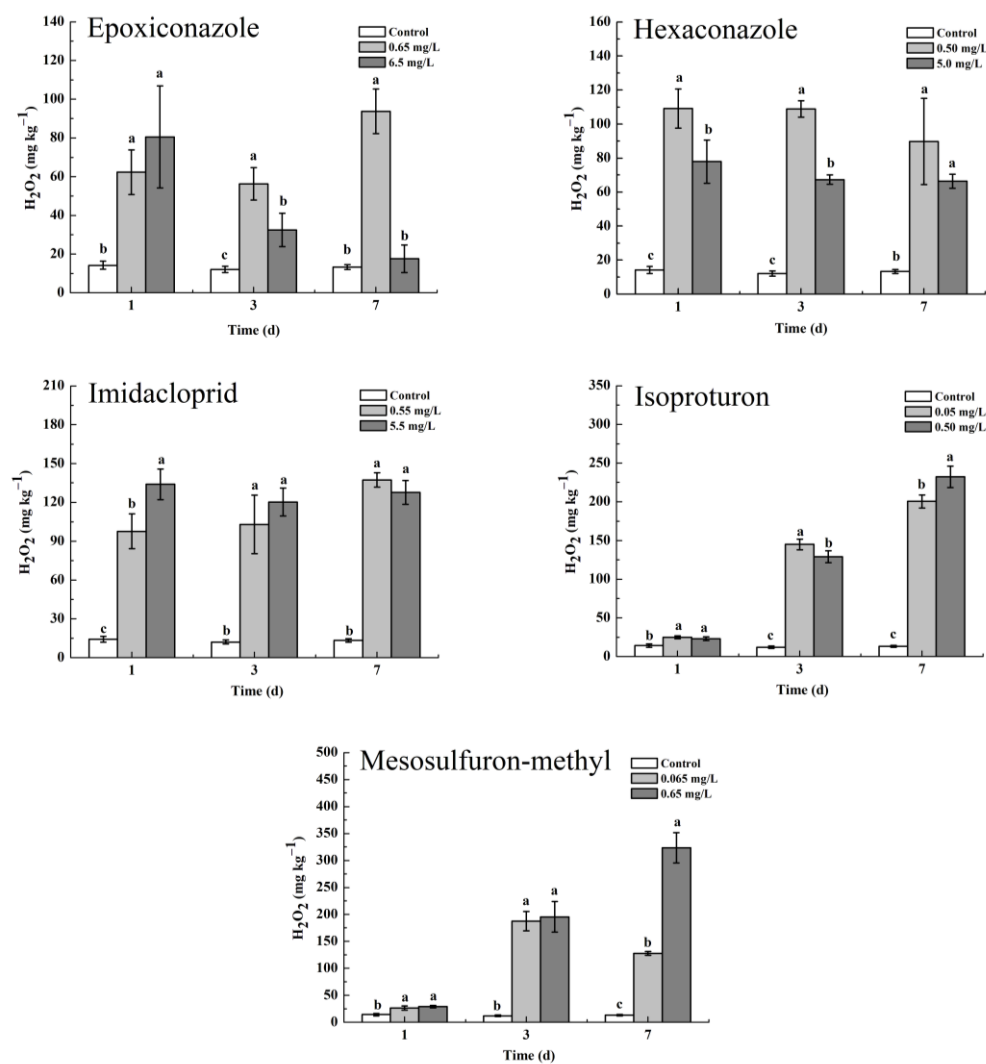 Epoxiconazole
Control
0.65 mg/L
6.5 mg/L
H₂O₂ (mg kg⁻¹)
140
120
100
80
60
40
20
0
b
a
a
c
a
b
b
a
b
1
3
7
Time (d)
Hexaconazole
Control
0.50 mg/L
5.0 mg/L
H₂O₂ (mg kg⁻¹)
160
140
120
100
80
60
40
20
0
c
a
b
c
a
b
b
a
a
1
3
7
Time (d)
Imidacloprid
Control
0.55 mg/L
5.5 mg/L
H₂O₂ (mg kg⁻¹)
210
180
150
120
90
60
30
0
c
b
a
b
a
a
b
a
a
1
3
7
Time (d)
Isoproturon
Control
0.05 mg/L
0.50 mg/L
H₂O₂ (mg kg⁻¹)
350
300
250
200
150
100
50
0
b
a
a
c
a
b
c
b
a
1
3
7
Time (d)
Mesosulfuron-methyl
Control
0.065 mg/L
0.65 mg/L
H₂O₂ (mg kg⁻¹)
500
450
400
350
300
250
200
150
100
50
0
b
a
a
b
a
a
c
b
a
1
3
7
Time (d)